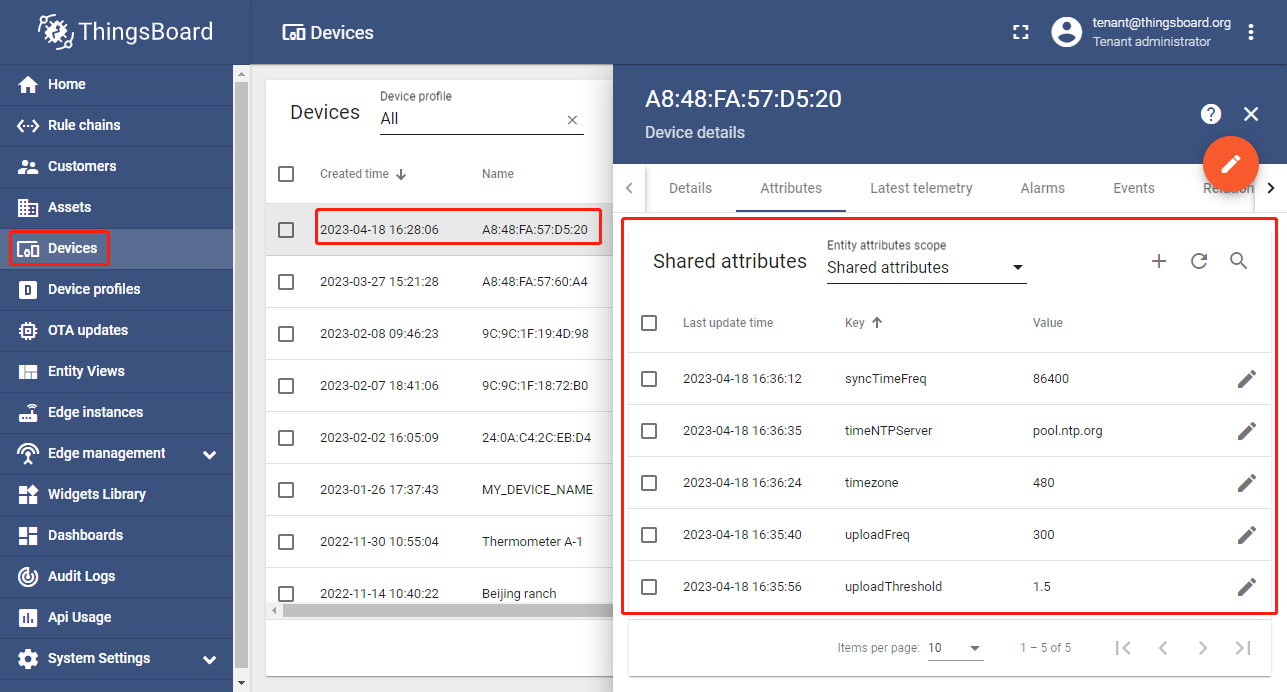 ThingsBoard
Devices
tenant@thingsboard.org
Tenant administrator
Home
Rule chains
Customers
Assets
Devices
Device profiles
OTA updates
Entity Views
Edge instances
Edge management
Widgets Library
Dashboards
Audit Logs
Api Usage
System Settings
Devices
Device profile
All
Created time Name
2023-04-18 16:28:06 A8:48:FA:57:D5:20
2023-03-27 15:21:28 A8:48:FA:57:60:A4
2023-02-08 09:46:23 9C:9C:1F:19:4D:98
2023-02-07 18:41:06 9C:9C:1F:18:72:B0
2023-02-02 16:05:09 24:0A:C4:2C:EB:D4
2023-01-26 17:37:43 MY_DEVICE_NAME
2022-11-30 10:55:04 Thermometer A-1
2022-11-14 10:40:22 Beijing ranch
A8:48:FA:57:D5:20
Device details
Details Attributes Latest telemetry Alarms Events Relation
Shared attributes
Entity attributes scope
Shared attributes
Last update time Key Value
2023-04-18 16:36:12 syncTimeFreq 86400
2023-04-18 16:36:35 timeNTPServer pool.ntp.org
2023-04-18 16:36:24 timezone 480
2023-04-18 16:35:40 uploadFreq 300
2023-04-18 16:35:56 uploadThreshold 1.5
Items per page: 10 1 – 5 of 5